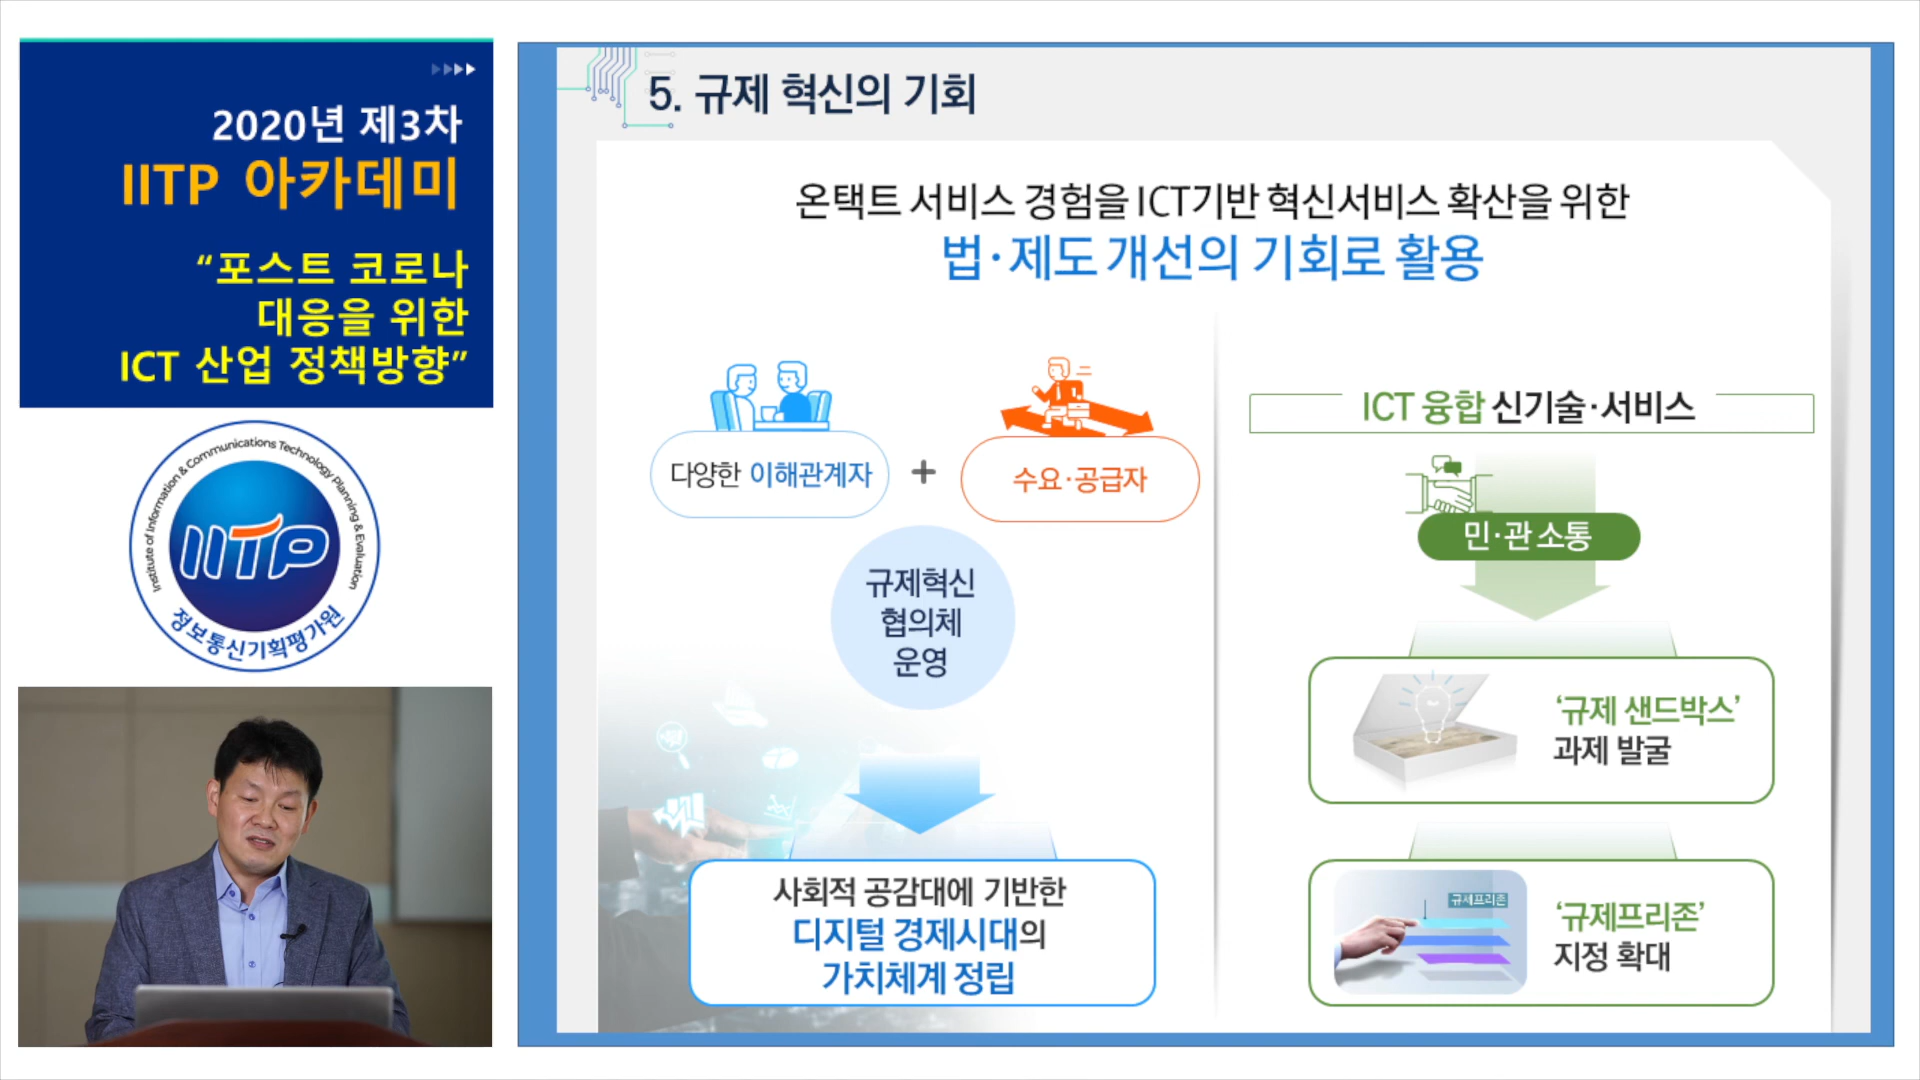 2020년 제3차
IITP 아카데미
“포스트 코로나
대응을 위한
ICT 산업 정책방향”
Institute of Information & Communications Technology Planning & Evaluation
IITP
정보통신기획평가원
5. 규제 혁신의 기회
온택트 서비스 경험을 ICT기반 혁신서비스 확산을 위한
법·제도 개선의 기회로 활용
다양한 이해관계자
+
수요·공급자
규제혁신
협의체
운영
사회적 공감대에 기반한
디지털 경제시대의
가치체계 정립
ICT 융합 신기술·서비스
민·관 소통
‘규제 샌드박스’
과제 발굴
규제프리존
‘규제프리존’
지정 확대